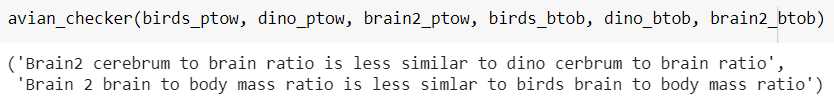 avian_checker(birds_ptow, dino_ptow, brain2_ptow, birds_btob, dino_btob, brain2_btob)
('Brain2 cerebrum to brain ratio is less similar to dino cerbrum to brain ratio',
'Brain 2 brain to body mass ratio is less simlar to birds brain to body mass ratio')